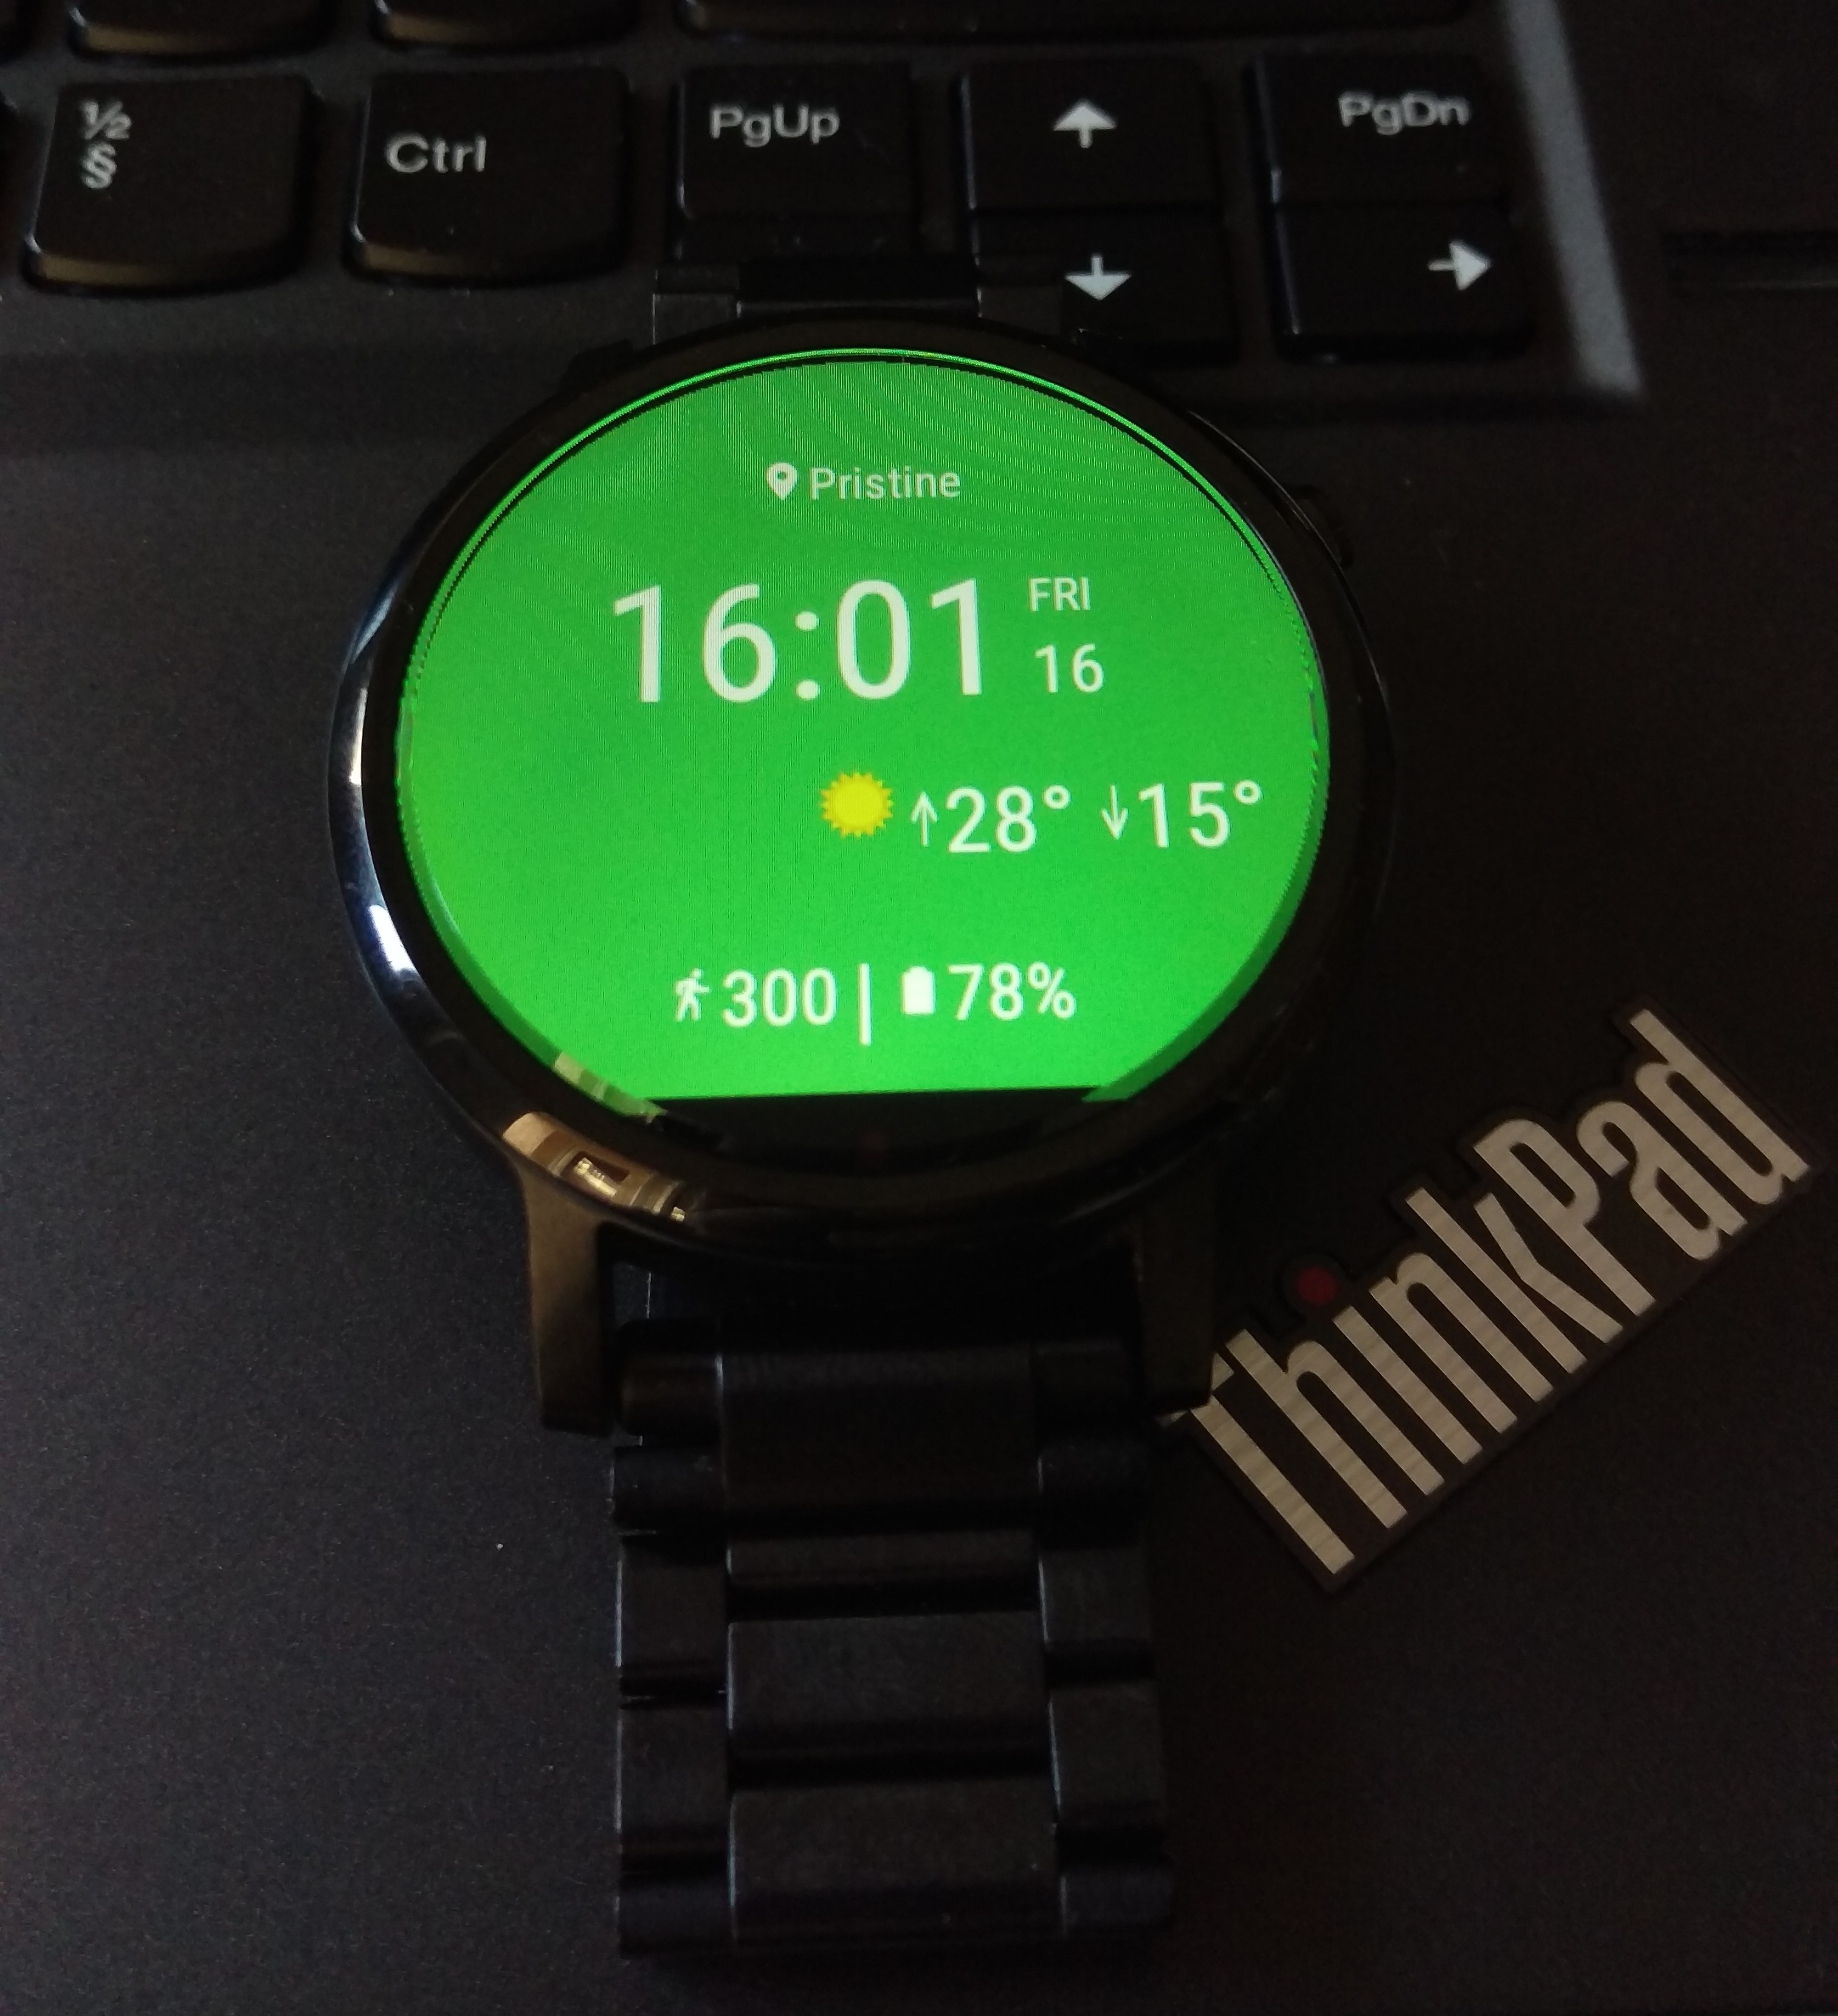 ½
§
Ctrl
PgUp
↑
PgDn
↓
→
Pristine
16:01
FRI
16
↑28° ↓15°
300 | 78%
ThinkPad